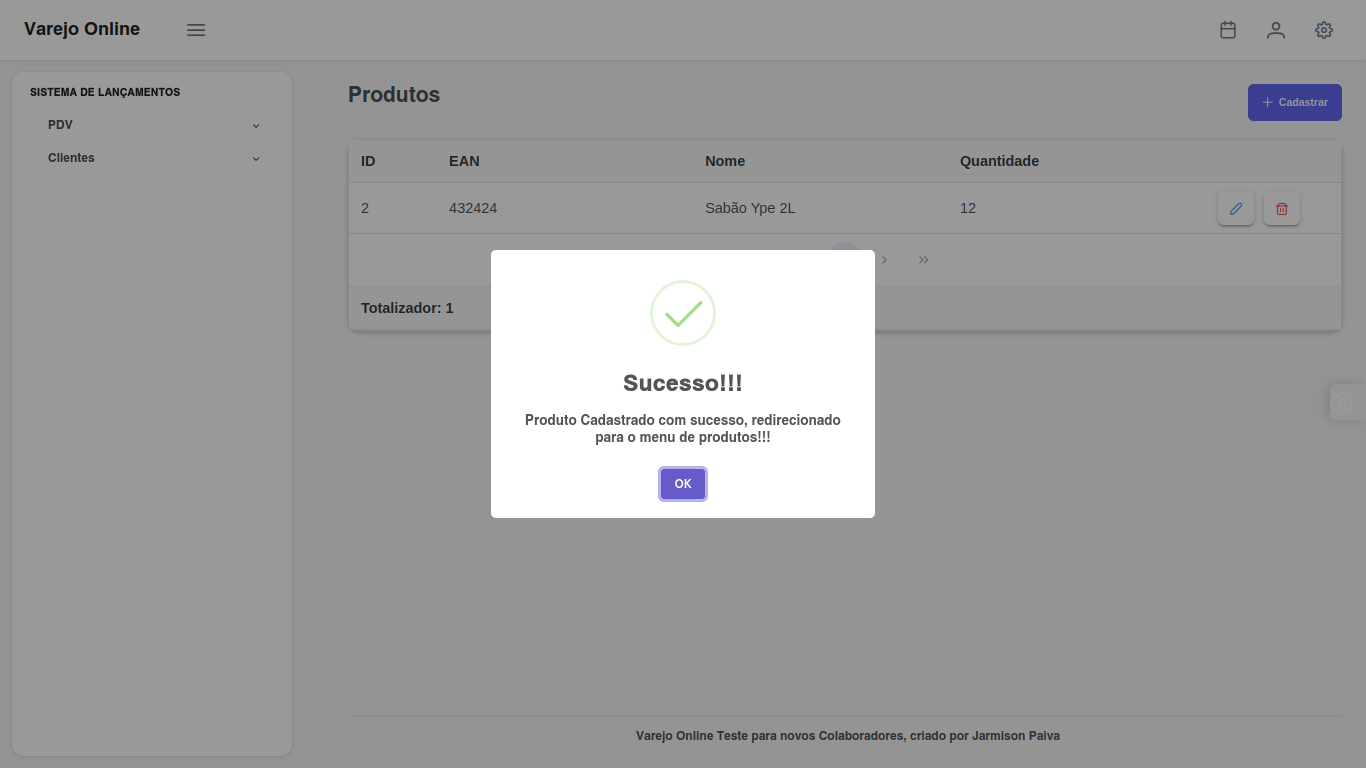 Varejo Online
SISTEMA DE LANÇAMENTOS
PDV
Clientes
Produtos
Cadastrar
ID EAN Nome Quantidade
2 432424 Sabão Ype 2L 12
Totalizador: 1
Sucesso!!!
Produto Cadastrado com sucesso, redirecionado
para o menu de produtos!!!
OK
Varejo Online Teste para novos Colaboradores, criado por Jarmison Paiva